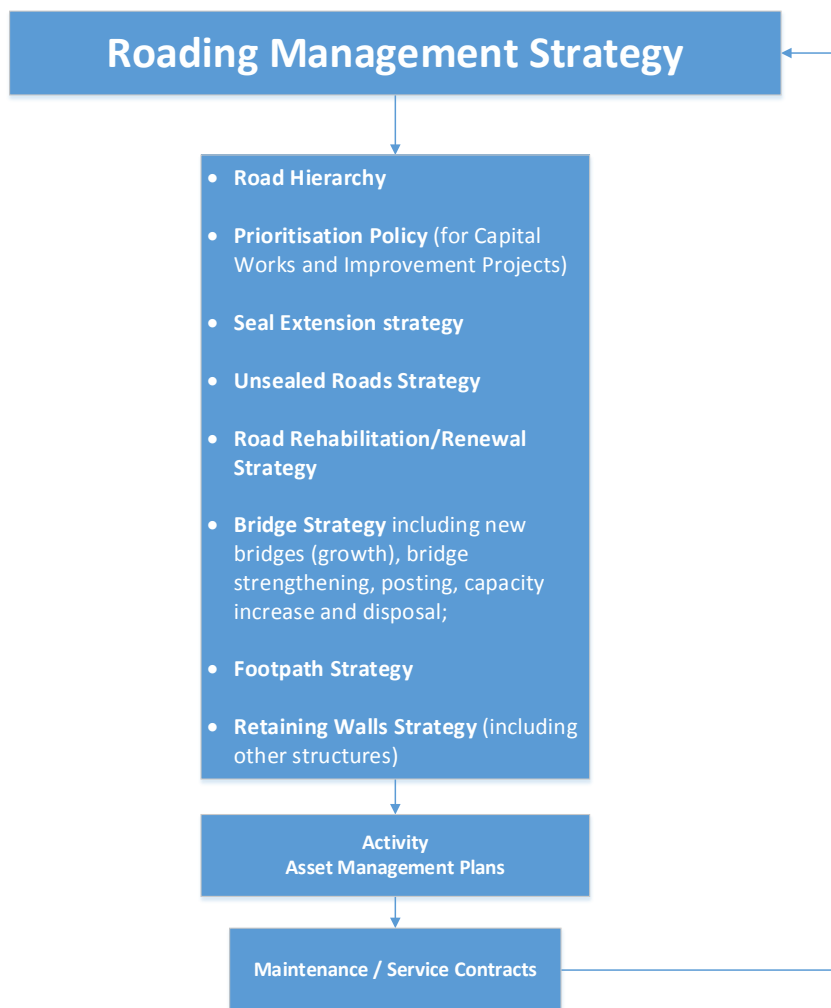 Roading Management Strategy
• Road Hierarchy
• Prioritisation Policy (for Capital
Works and Improvement Projects)
• Seal Extension strategy
• Unsealed Roads Strategy
• Road Rehabilitation/Renewal
Strategy
• Bridge Strategy including new
bridges (growth), bridge
strengthening, posting, capacity
increase and disposal;
• Footpath Strategy
• Retaining Walls Strategy (including
other structures)
Activity
Asset Management Plans
Maintenance / Service Contracts